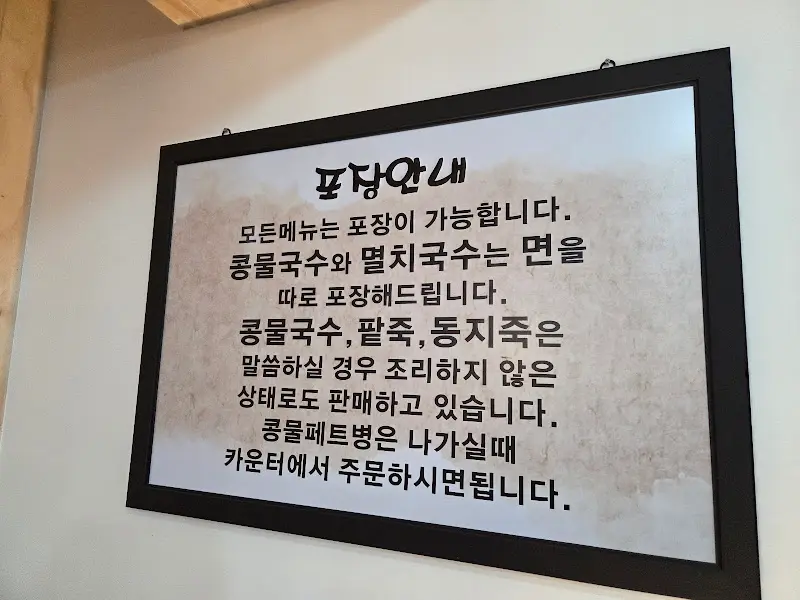 포장안내
모든메뉴는 포장이 가능합니다.
콩물국수와 멸치국수는 면을
따로 포장해드립니다.
콩물국수,팥죽,동지죽은
말씀하실 경우 조리하지 않은
상태로도 판매하고 있습니다.
콩물페트병은 나가실때
카운터에서 주문하시면됩니다.